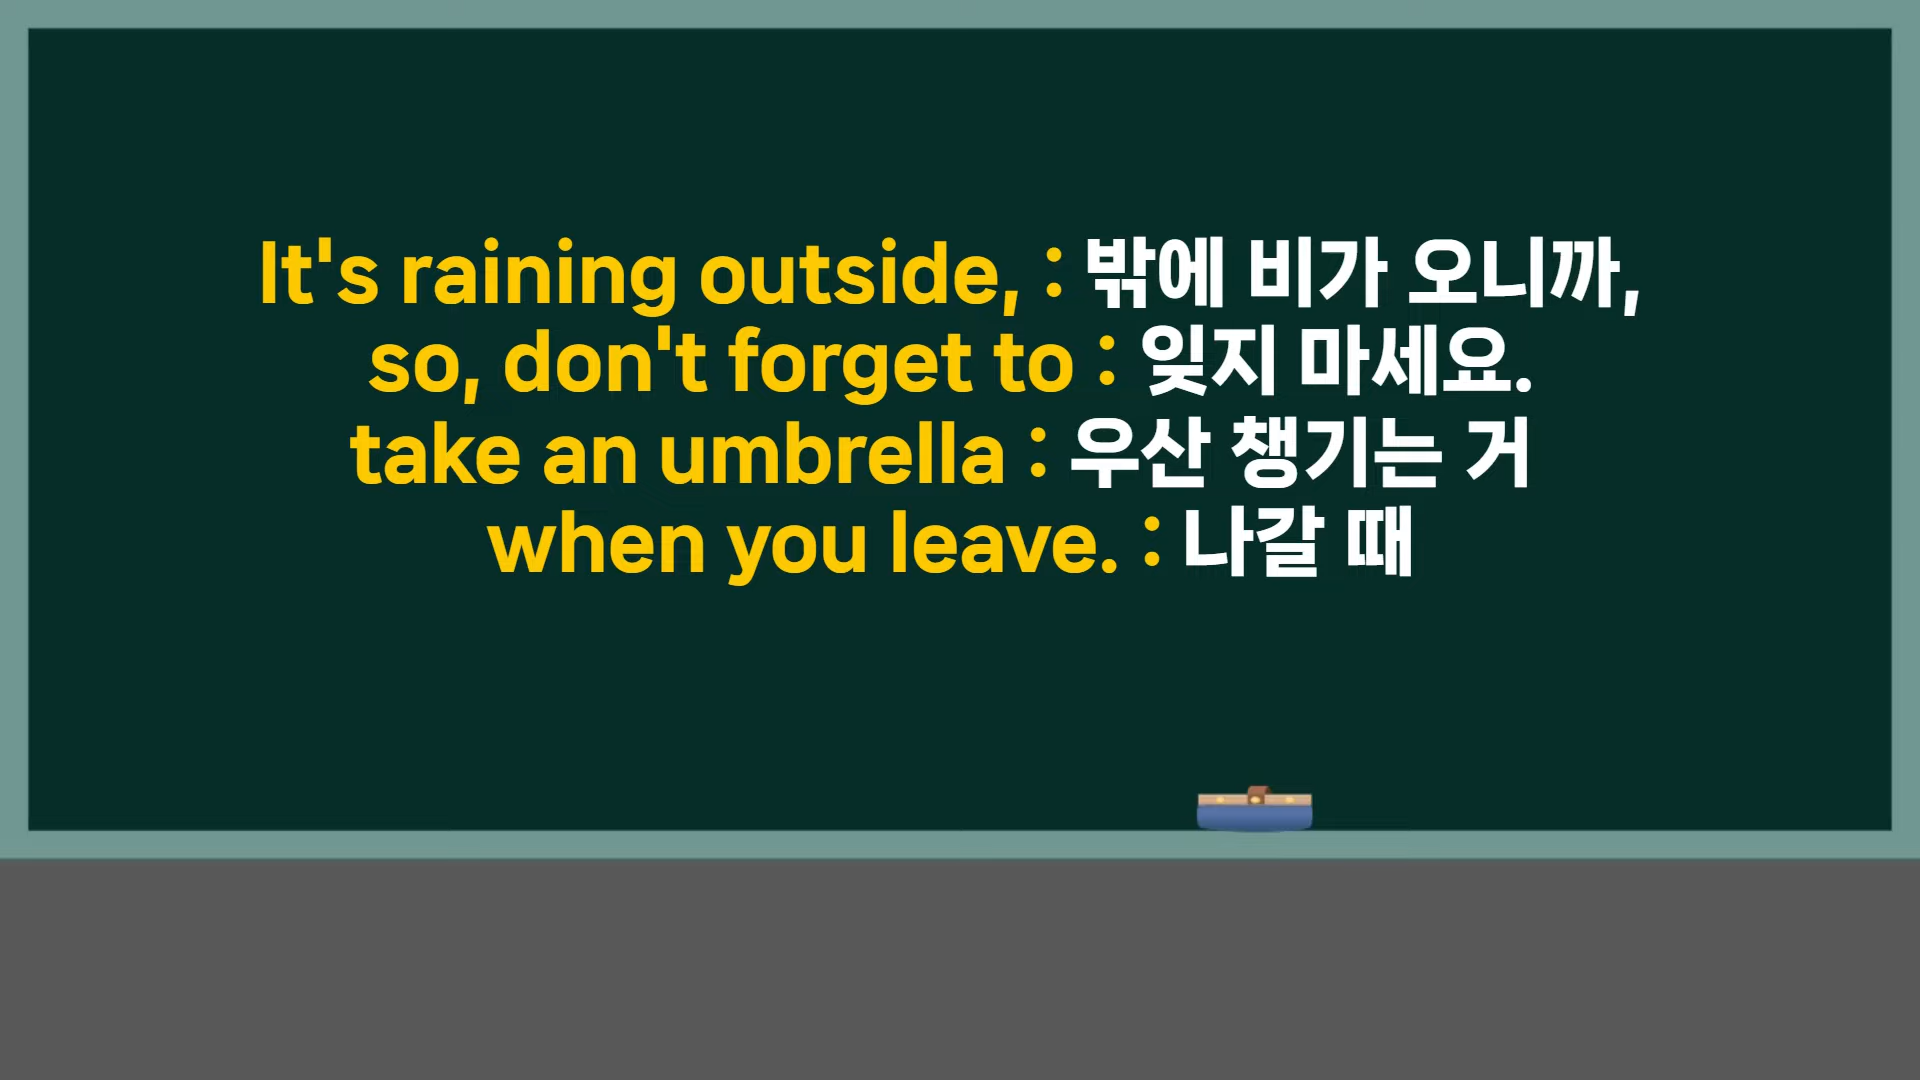 It's raining outside, : 밖에 비가 오니까,
so, don't forget to : 잊지 마세요.
take an umbrella : 우산 챙기는 거
when you leave. : 나갈 때